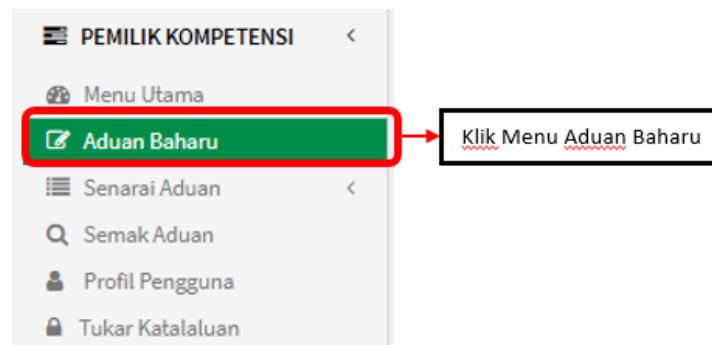 PEMILIK KOMPETENSI
Menu Utama
Aduan Baharu
Klik Menu Aduan Baharu
Senarai Aduan
Semak Aduan
Profil Pengguna
Tukar Katalaluan